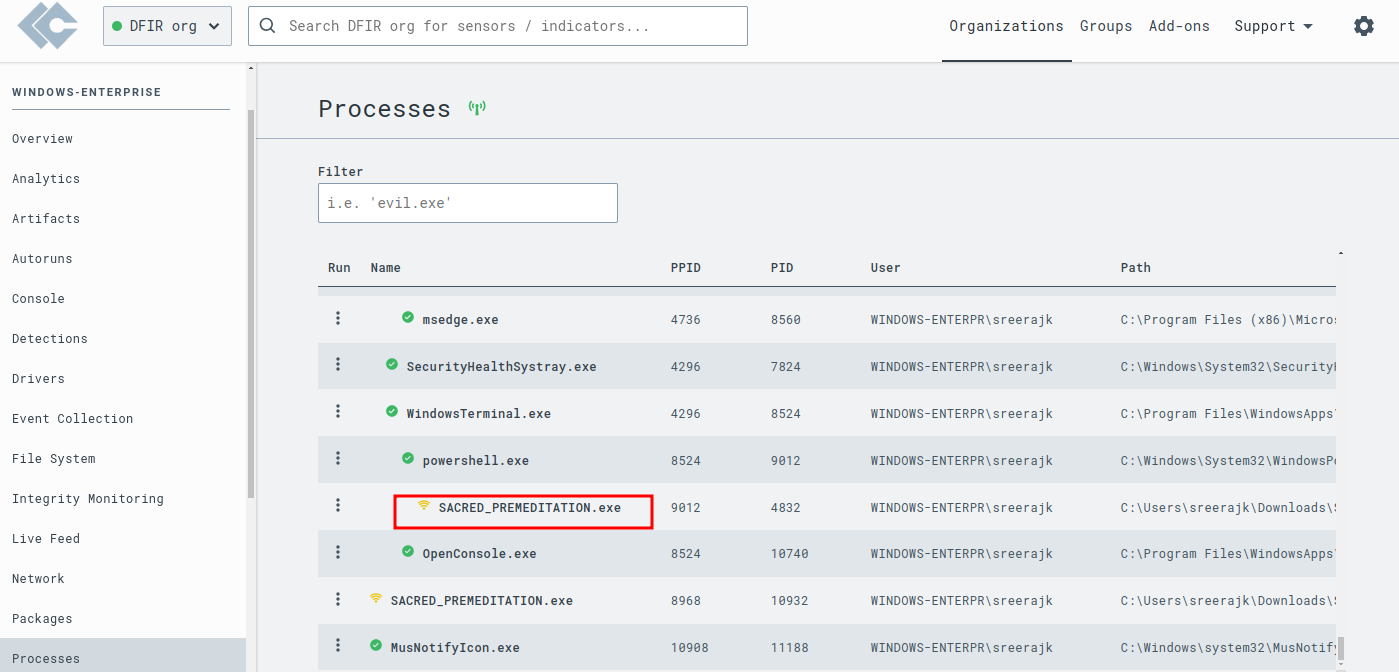 DFIR org
Search DFIR org for sensors / indicators...
Organizations Groups Add-ons Support
WINDOWS-ENTERPRISE
Overview
Analytics
Artifacts
Autoruns
Console
Detections
Drivers
Event Collection
File System
Integrity Monitoring
Live Feed
Network
Packages
Processes
Processes
Filter
i.e. 'evil.exe'
Run Name PPID PID User Path
msedge.exe 4736 8560 WINDOWS-ENTERPR\sreerajk C:\Program Files (x86)\Micros
SecurityHealthSystray.exe 4296 7824 WINDOWS-ENTERPR\sreerajk C:\Windows\System32\Security
WindowsTerminal.exe 4296 8524 WINDOWS-ENTERPR\sreerajk C:\Program Files\WindowsApps
powershell.exe 8524 9012 WINDOWS-ENTERPR\sreerajk C:\Windows\System32\WindowsPo
SACRED_PREMEDITATION.exe 9012 4832 WINDOWS-ENTERPR\sreerajk C:\Users\sreerajk\Downloads\S
OpenConsole.exe 8524 10740 WINDOWS-ENTERPR\sreerajk C:\Program Files\WindowsApps
SACRED_PREMEDITATION.exe 8968 10932 WINDOWS-ENTERPR\sreerajk C:\Users\sreerajk\Downloads\S
MusNotifyIcon.exe 10908 11188 WINDOWS-ENTERPR\sreerajk C:\Windows\system32\MusNotify